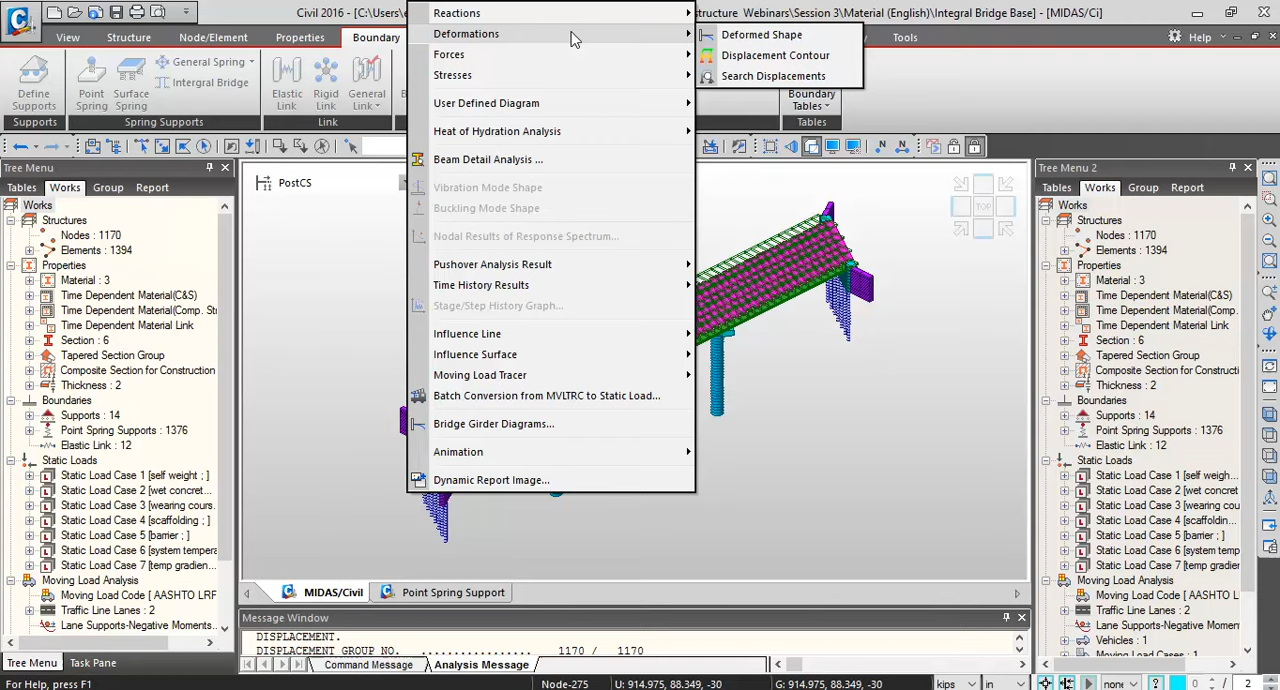 Civil 2016 - [C:\Users\e
structure Webinars\Session 3\Material (English)\Integral Bridge Base] - [MIDAS/Ci]
View
Structure
Node/Element
Properties
Boundary
Tools
Help
Define Supports
Point Spring
Surface Spring
General Spring
Integral Bridge
Elastic Link
Rigid Link
General Link
Boundary Tables
Supports
Spring Supports
Link
Tables
Reactions
Deformations
Forces
Stresses
User Defined Diagram
Heat of Hydration Analysis
Beam Detail Analysis ...
Vibration Mode Shape
Buckling Mode Shape
Nodal Results of Response Spectrum...
Pushover Analysis Result
Time History Results
Stage/Step History Graph...
Influence Line
Influence Surface
Moving Load Tracer
Batch Conversion from MVLTRC to Static Load...
Bridge Girder Diagrams...
Animation
Dynamic Report Image...
Deformed Shape
Displacement Contour
Search Displacements
Tree Menu
Tables Works Group Report
Works
Structures
Nodes : 1170
Elements : 1394
Properties
Material : 3
Time Dependent Material(C&S)
Time Dependent Material(Comp. St
Time Dependent Material Link
Section : 6
Tapered Section Group
Composite Section for Construction
Thickness : 2
Boundaries
Supports : 14
Point Spring Supports : 1376
Elastic Link : 12
Static Loads
Static Load Case 1 [self weight ; ]
Static Load Case 2 [wet concret...
Static Load Case 3 [wearing cours...
Static Load Case 4 [scaffolding ; ]
Static Load Case 5 [barrier ; ]
Static Load Case 6 [system tempera
Static Load Case 7 [temp gradien...
Moving Load Analysis
Moving Load Code [ AASHTO LRF
Traffic Line Lanes : 2
Lane Supports-Negative Moments...
Tree Menu Task Pane
PostCS
TOP
MIDAS/Civil
Point Spring Support
Message Window
DISPLACEMENT.
DISPLACEMENT GROUP NO. ................ 1170 / 1170
Command Message
Analysis Message
Tree Menu 2
Tables Works Group Report
Works
Structures
Nodes : 1170
Elements : 1394
Properties
Material : 3
Time Dependent Material(C&S)
Time Dependent Material(Comp.
Time Dependent Material Link
Section : 6
Tapered Section Group
Composite Section for Constructi
Thickness : 2
Boundaries
Supports : 14
Point Spring Supports : 1376
Elastic Link : 12
Static Loads
Static Load Case 1 [self weigh...
Static Load Case 2 [wet concret
Static Load Case 3 [wearing cou
Static Load Case 4 [scaffoldin...
Static Load Case 5 [barrier ; ]
Static Load Case 6 [system temp
Static Load Case 7 [temp gradie
Moving Load Analysis
Moving Load Code [ AASHTO L
Traffic Line Lanes : 2
Lane Supports-Negative Momen
Vehicles : 1
For Help, press F1
Node-275
U: 914.975, 88.349, -30
G: 914.975, 88.349, -30
kips
in
none
0
/
2